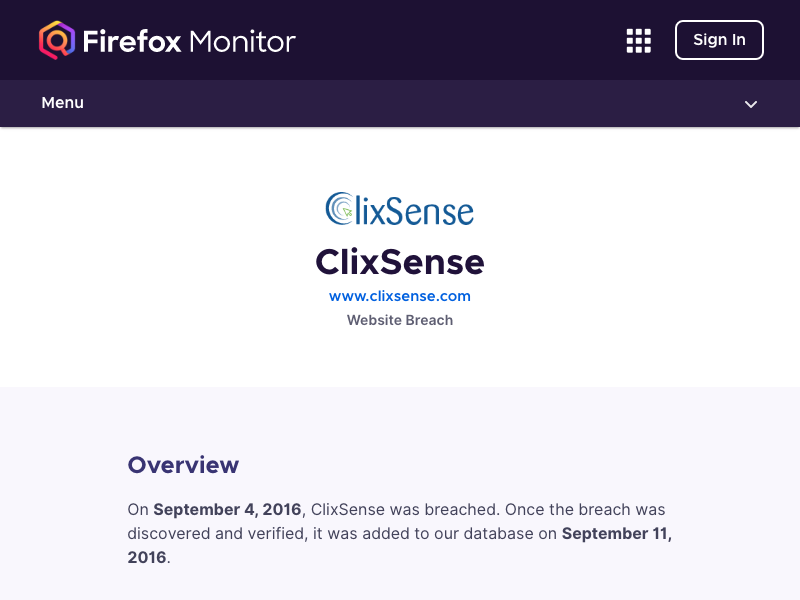 Firefox Monitor
Sign In
Menu
ClixSense
ClixSense
www.clixsense.com
Website Breach
Overview
On September 4, 2016, ClixSense was breached. Once the breach was
discovered and verified, it was added to our database on September 11,
2016.